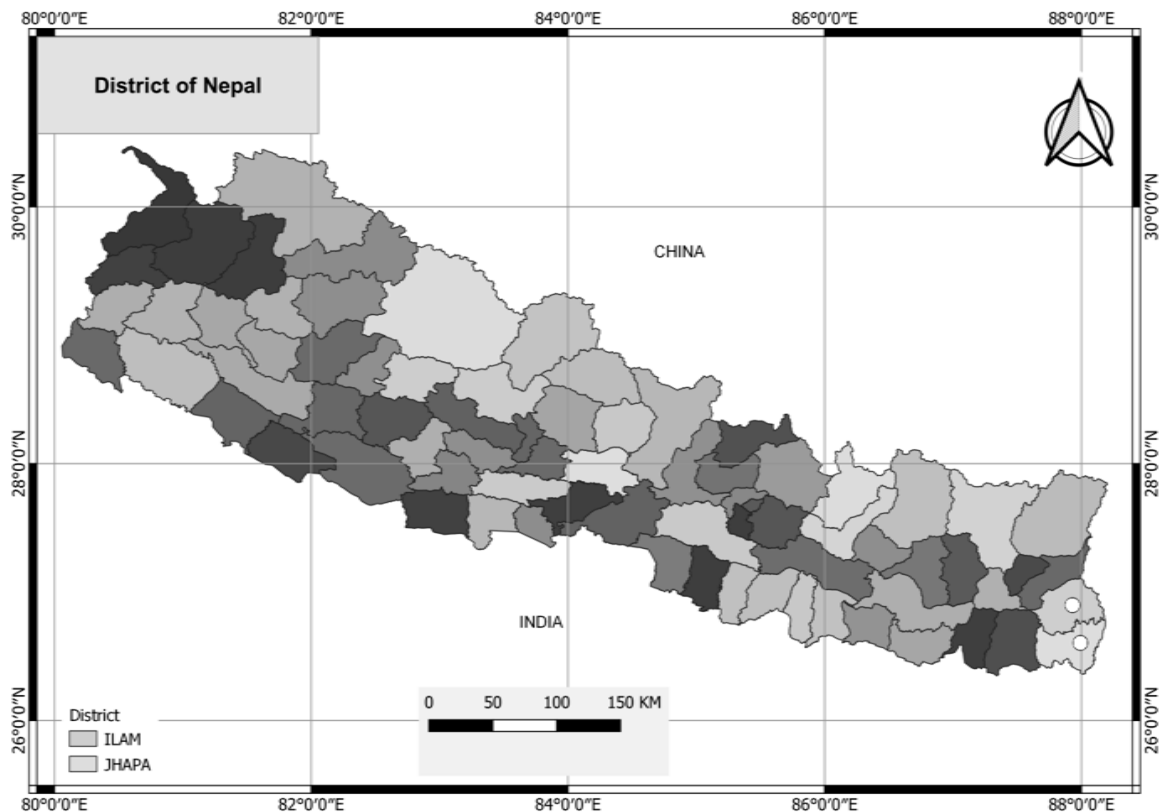 80°0'0"E 82°0'0"E 84°0'0"E 86°0'0"E 88°0'0"E
District of Nepal
30°0'0"N 30°0'0"N
CHINA
28°0'0"N 28°0'0"N
INDIA
0 50 100 150 KM
26°0'0"N 26°0'0"N
District
ILAM
JHAPA
80°0'0"E 82°0'0"E 84°0'0"E 86°0'0"E 88°0'0"E